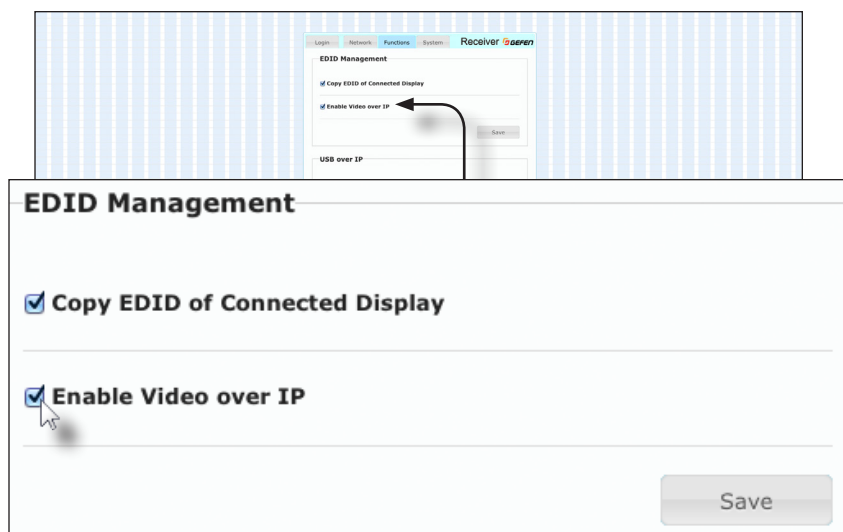 Login Network Functions System Receiver GEFEN
EDID Management
Copy EDID of Connected Display
Enable Video over IP
Save
USB over IP
EDID Management
Copy EDID of Connected Display
Enable Video over IP
Save